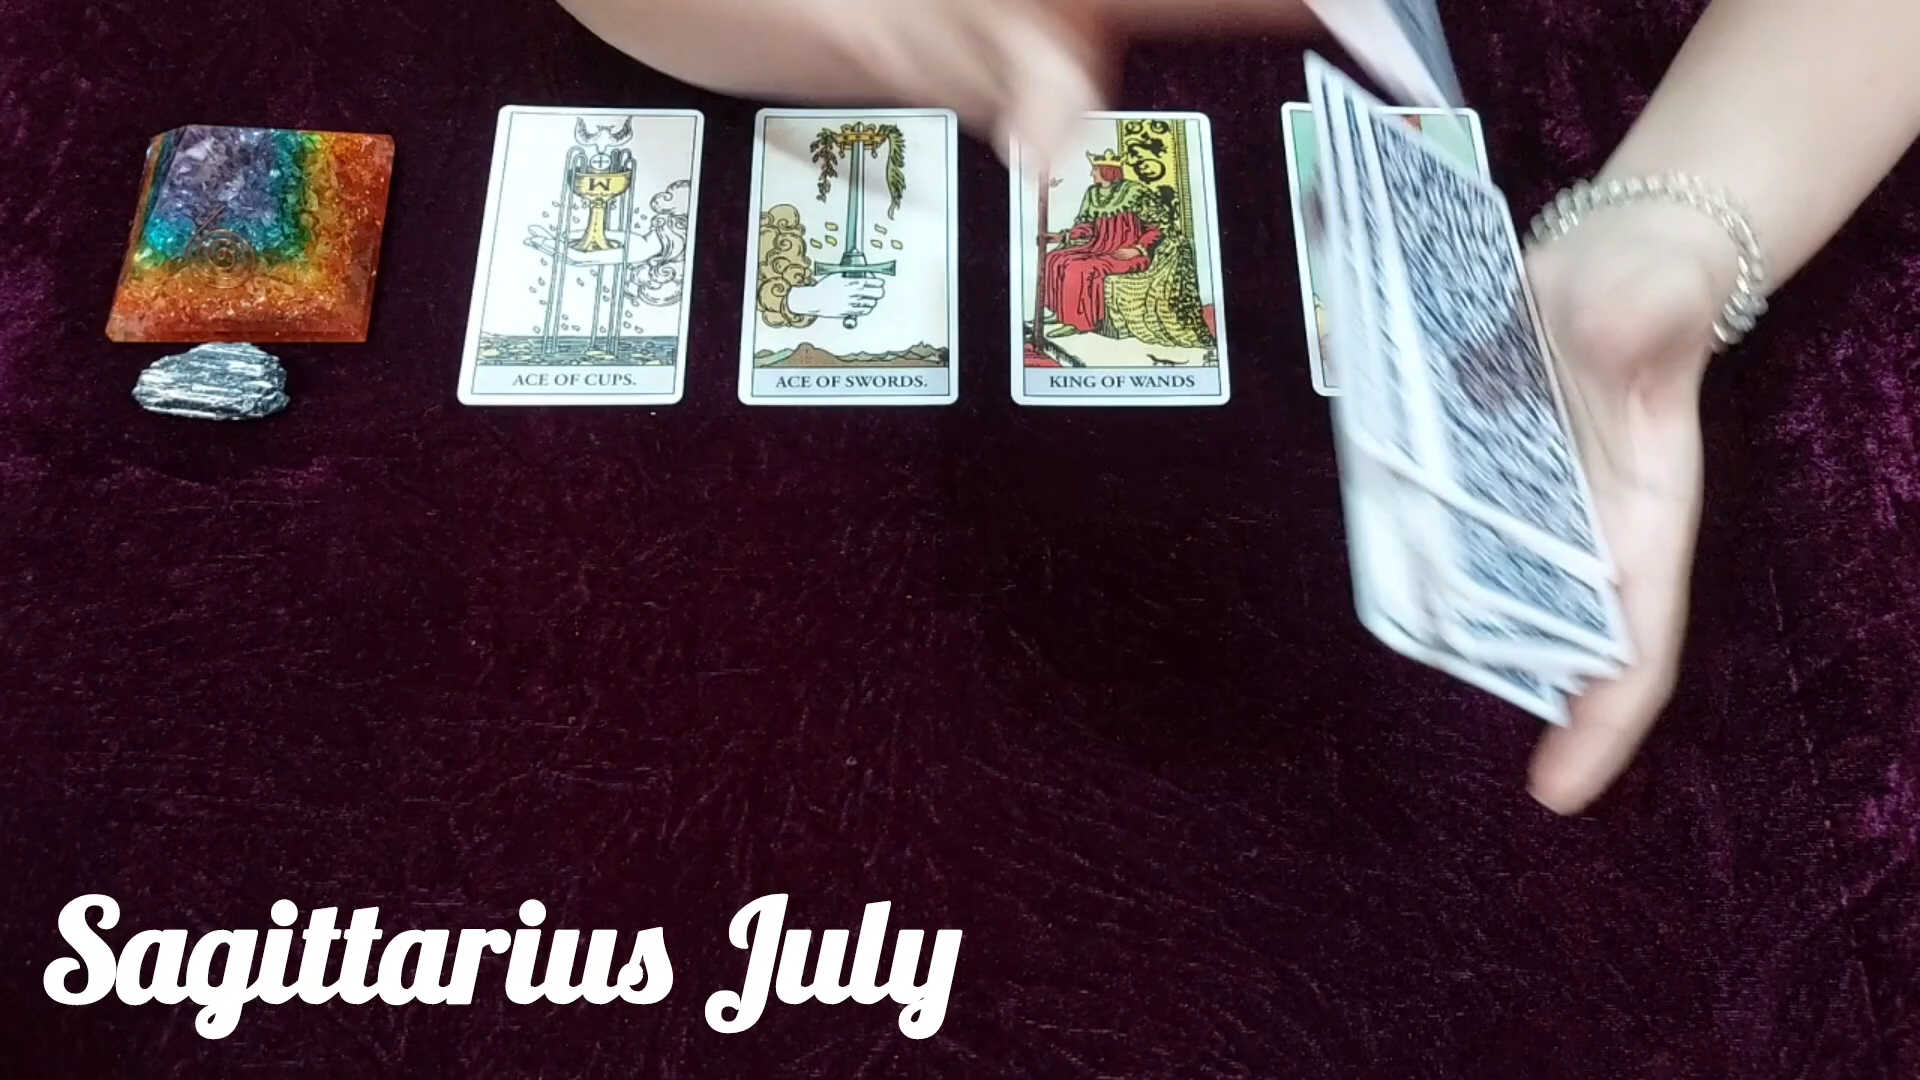 ACE OF CUPS.
ACE OF SWORDS.
KING OF WANDS
Sagittarius July